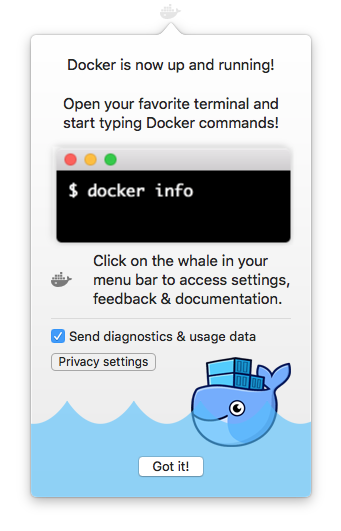 Docker is now up and running!
Open your favorite terminal and
start typing Docker commands!
$ docker info
Click on the whale in your
menu bar to access settings,
feedback & documentation.
Send diagnostics & usage data
Privacy settings
Got it!